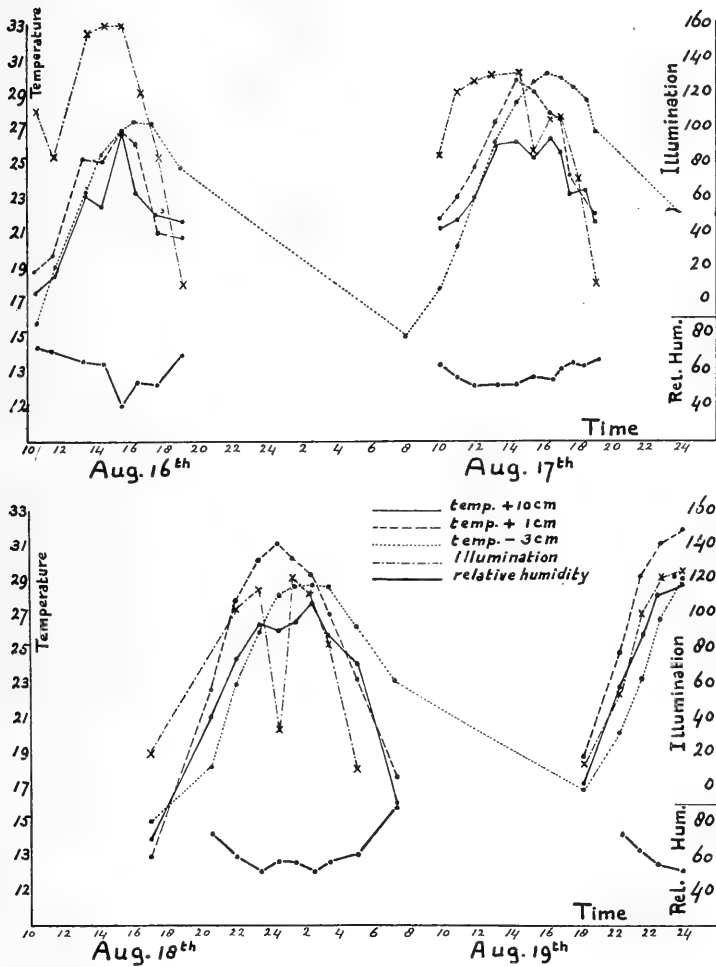 33
31
29
27
25
23
21
19
17
15
13
12
Temperature
160
140
120
100
80
60
40
20
0
Illumination
80
60
40
Rel. Hum.
Time
10 12 14 16 18 20 22 24 2 4 6 8 10 12 14 16 18 20 22 24
Aug. 16th
Aug. 17th
temp. + 10cm
temp. + 1cm
temp. - 3cm
Illumination
relative humidity
33
31
29
27
25
23
21
19
17
15
13
12
Temperature
160
140
120
100
80
60
40
20
0
Illumination
80
60
40
Rel. Hum.
Time
10 12 14 16 18 20 22 24 2 4 6 8 10 12 14 16 18 20 22 24
Aug. 18th
Aug. 19th